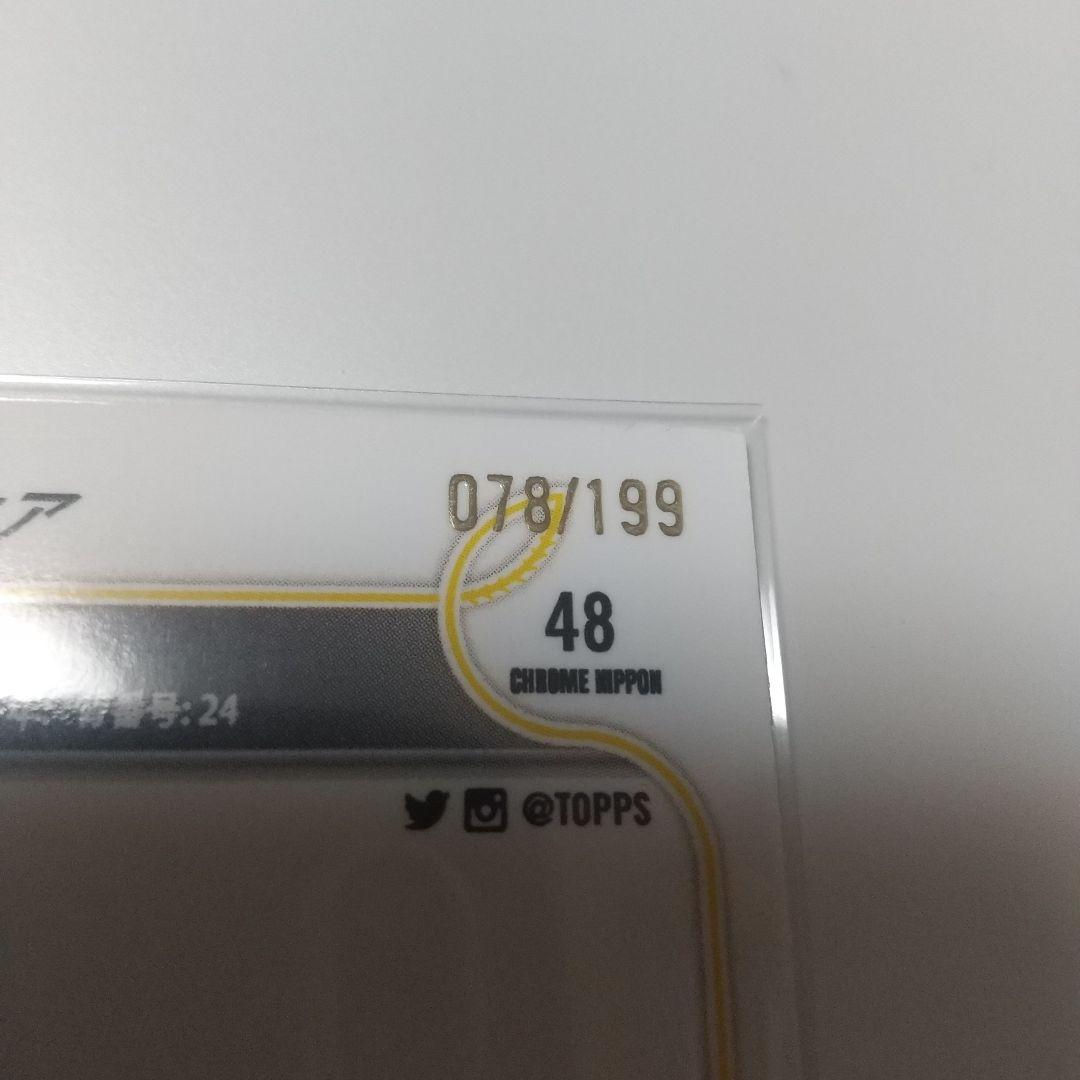 078/199
ア
48
CHROME NIPPON
番号: 24
@TOPPS